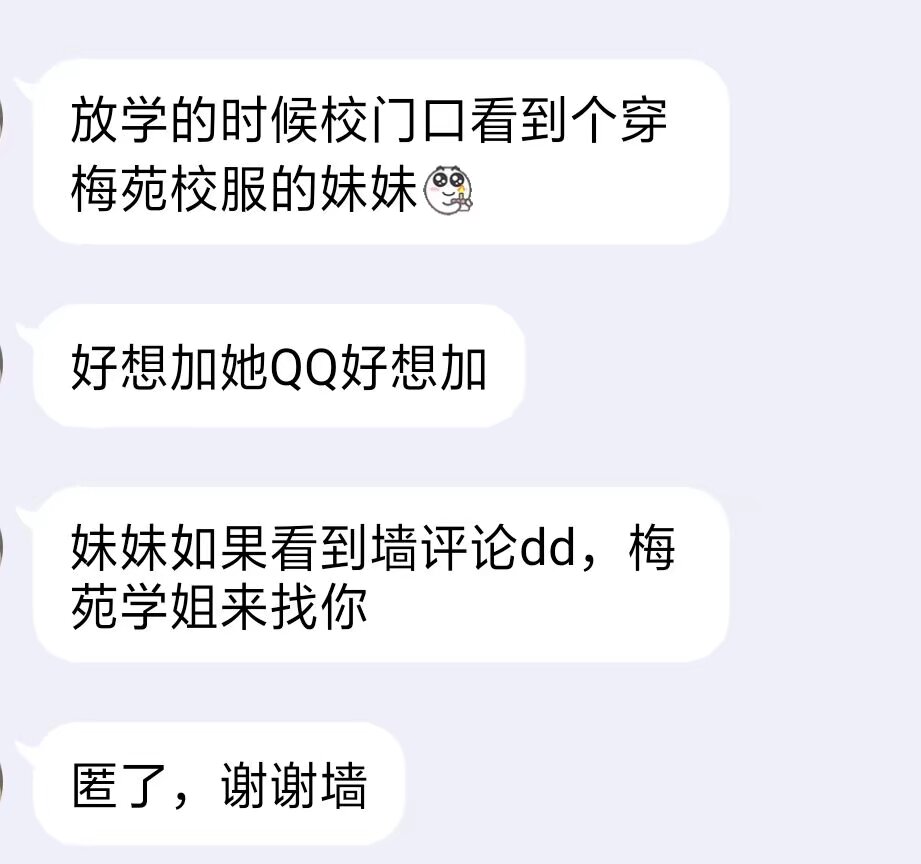 放学的时候校门口看到个穿
梅苑校服的妹妹
好想加她QQ好想加
妹妹如果看到墙评论dd，梅
苑学姐来找你
匿了，谢谢墙